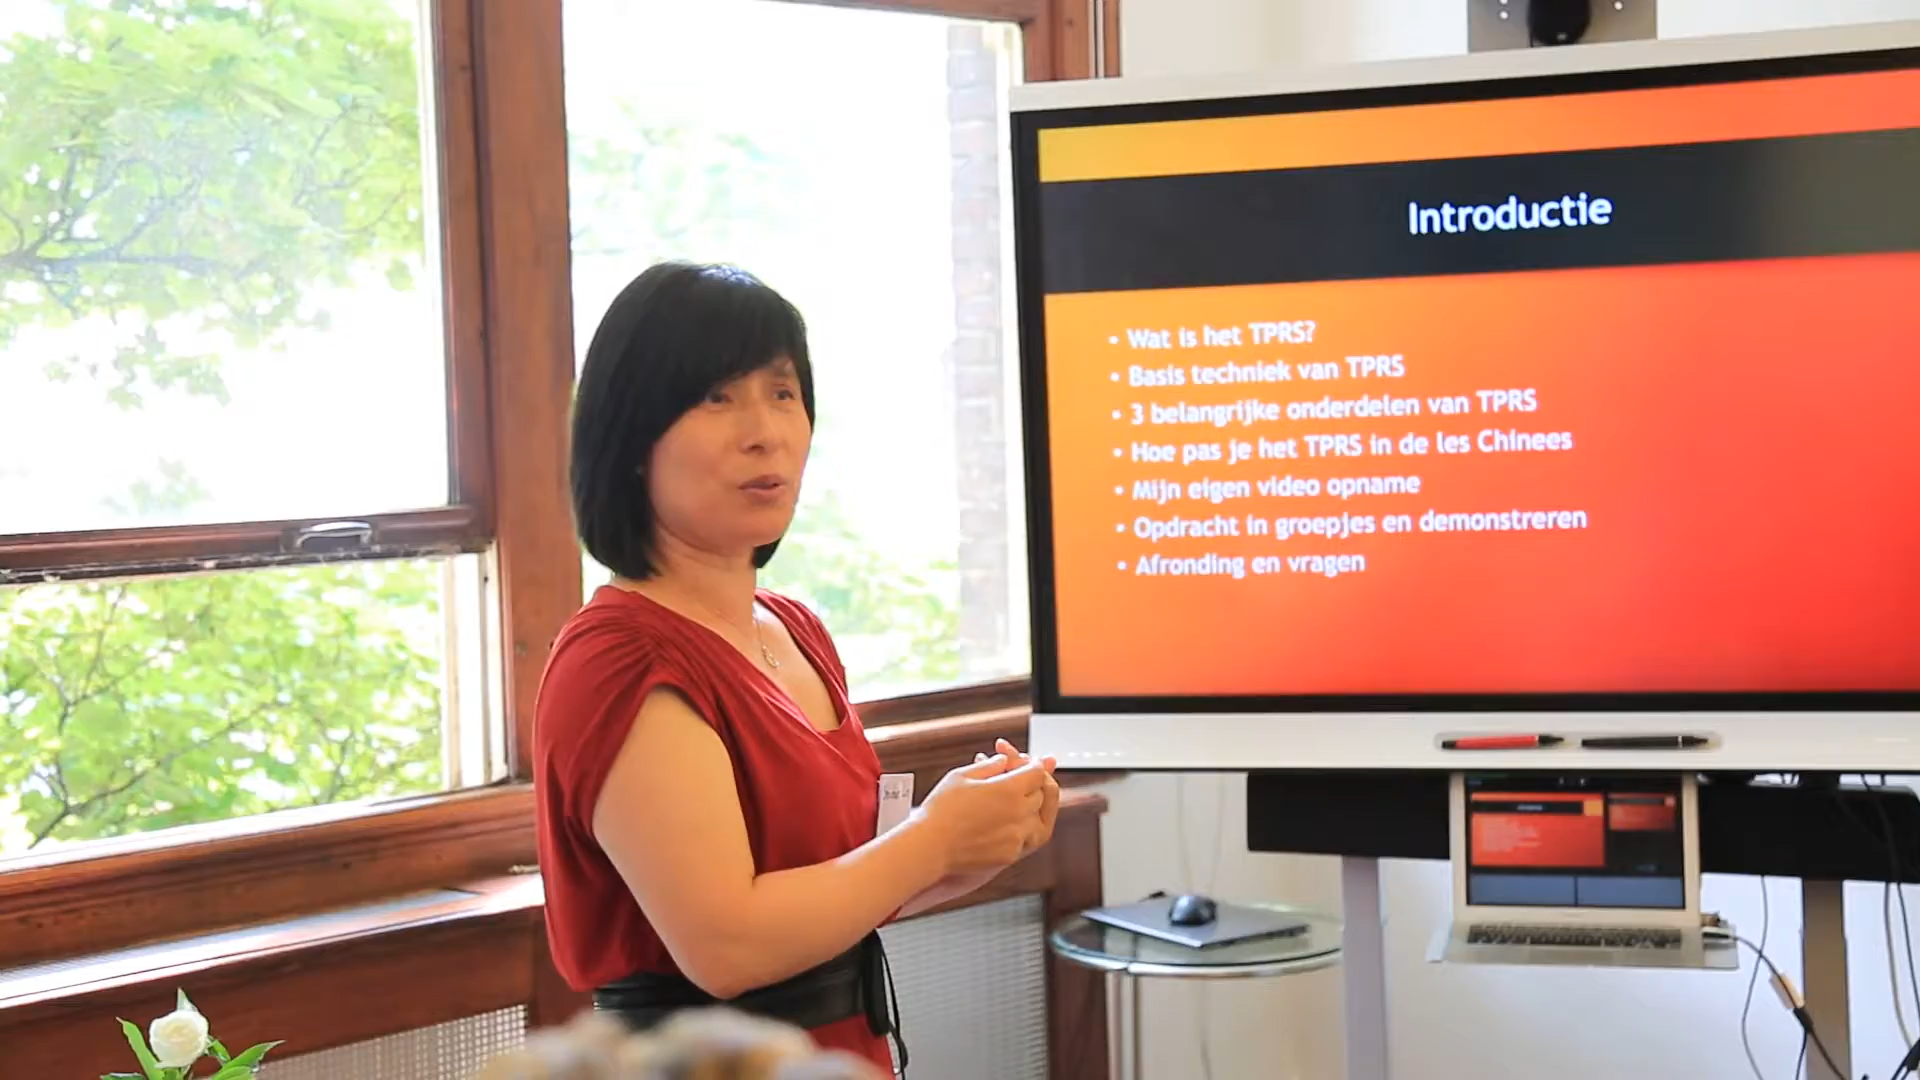 Introductie
• Wat is het TPRS?
• Basis techniek van TPRS
• 3 belangrijke onderdelen van TPRS
• Hoe pas je het TPRS in de les Chinees
• Mijn eigen video opname
• Opdracht in groepjes en demonstreren
• Afronding en vragen